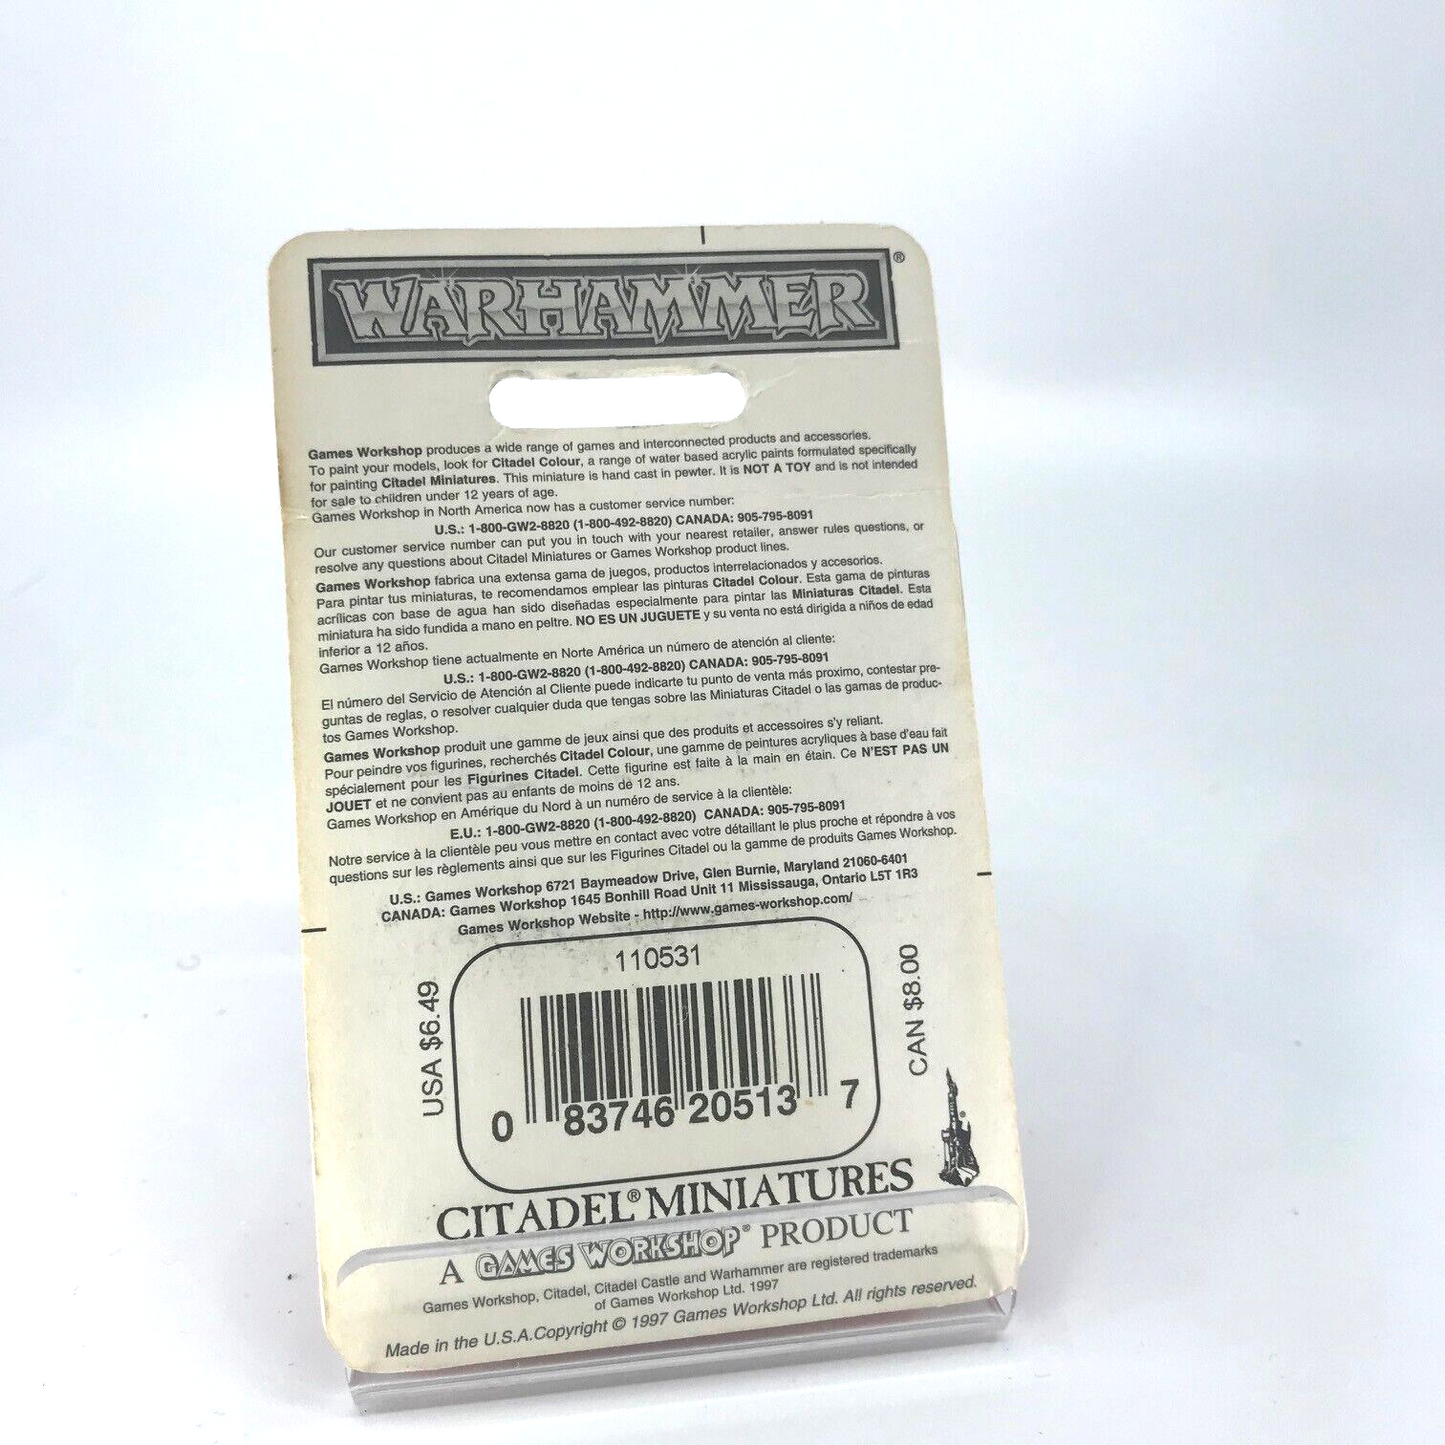 WARHAMMER®
Games Workshop produces a wide range of games and interconnected products and accessories.
To paint your models, look for Citadel Colour, a range of water based acrylic paints formulated specifically
for painting Citadel Miniatures. This miniature is hand cast in pewter. It is NOT A TOY and is not intended
for sale to children under 12 years of age.
Games Workshop in North America now has a customer service number:
U.S.: 1-800-GW2-8820 (1-800-492-8820) CANADA: 905-795-8091
Our customer service number can put you in touch with your nearest retailer, answer rules questions, or
resolve any questions about Citadel Miniatures or Games Workshop product lines.
Games Workshop fabrica una extensa gama de juegos, productos interrelacionados y accesorios.
Para pintar tus miniaturas, te recomendamos emplear las pinturas Citadel Colour. Esta gama de pinturas
acrílicas con base de agua han sido diseñadas especialmente para pintar las Miniaturas Citadel. Esta
miniatura ha sido fundida a mano en peltre. NO ES UN JUGUETE y su venta no está dirigida a niños de edad
inferior a 12 años.
Games Workshop tiene actualmente en Norte América un número de atención al cliente:
U.S.: 1-800-GW2-8820 (1-800-492-8820) CANADA: 905-795-8091
El número del Servicio de Atención al Cliente puede indicarte tu punto de venta más proximo, contestar pre-
guntas de reglas, o resolver cualquier duda que tengas sobre las Miniaturas Citadel o las gamas de produc-
tos Games Workshop.
Games Workshop produit une gamme de jeux ainsi que des produits et accessoires s'y reliant.
Pour peindre vos figurines, recherchés Citadel Colour, une gamme de peintures acryliques à base d'eau fait
spécialement pour les Figurines Citadel. Cette figurine est faite à la main en étain. Ce N'EST PAS UN
JOUET et ne convient pas au enfants de moins de 12 ans.
Games Workshop en Amérique du Nord à un numéro de service à la clientèle:
E.U.: 1-800-GW2-8820 (1-800-492-8820) CANADA: 905-795-8091
Notre service à la clientèle peu vous mettre en contact avec votre détaillant le plus proche et répondre à vos
questions sur les règlements ainsi que sur les Figurines Citadel ou la gamme de produits Games Workshop.
U.S.: Games Workshop 6721 Baymeadow Drive, Glen Burnie, Maryland 21060-6401
CANADA: Games Workshop 1645 Bonhill Road Unit 11 Mississauga, Ontario L5T 1R3
Games Workshop Website - http://www.games-workshop.com/
110531
USA $6.49
CAN $8.00
0 83746 20513 7
CITADEL® MINIATURES
A GAMES WORKSHOP® PRODUCT
Games Workshop, Citadel, Citadel Castle and Warhammer are registered trademarks
of Games Workshop Ltd. 1997
Made in the U.S.A.Copyright © 1997 Games Workshop Ltd. All rights reserved.